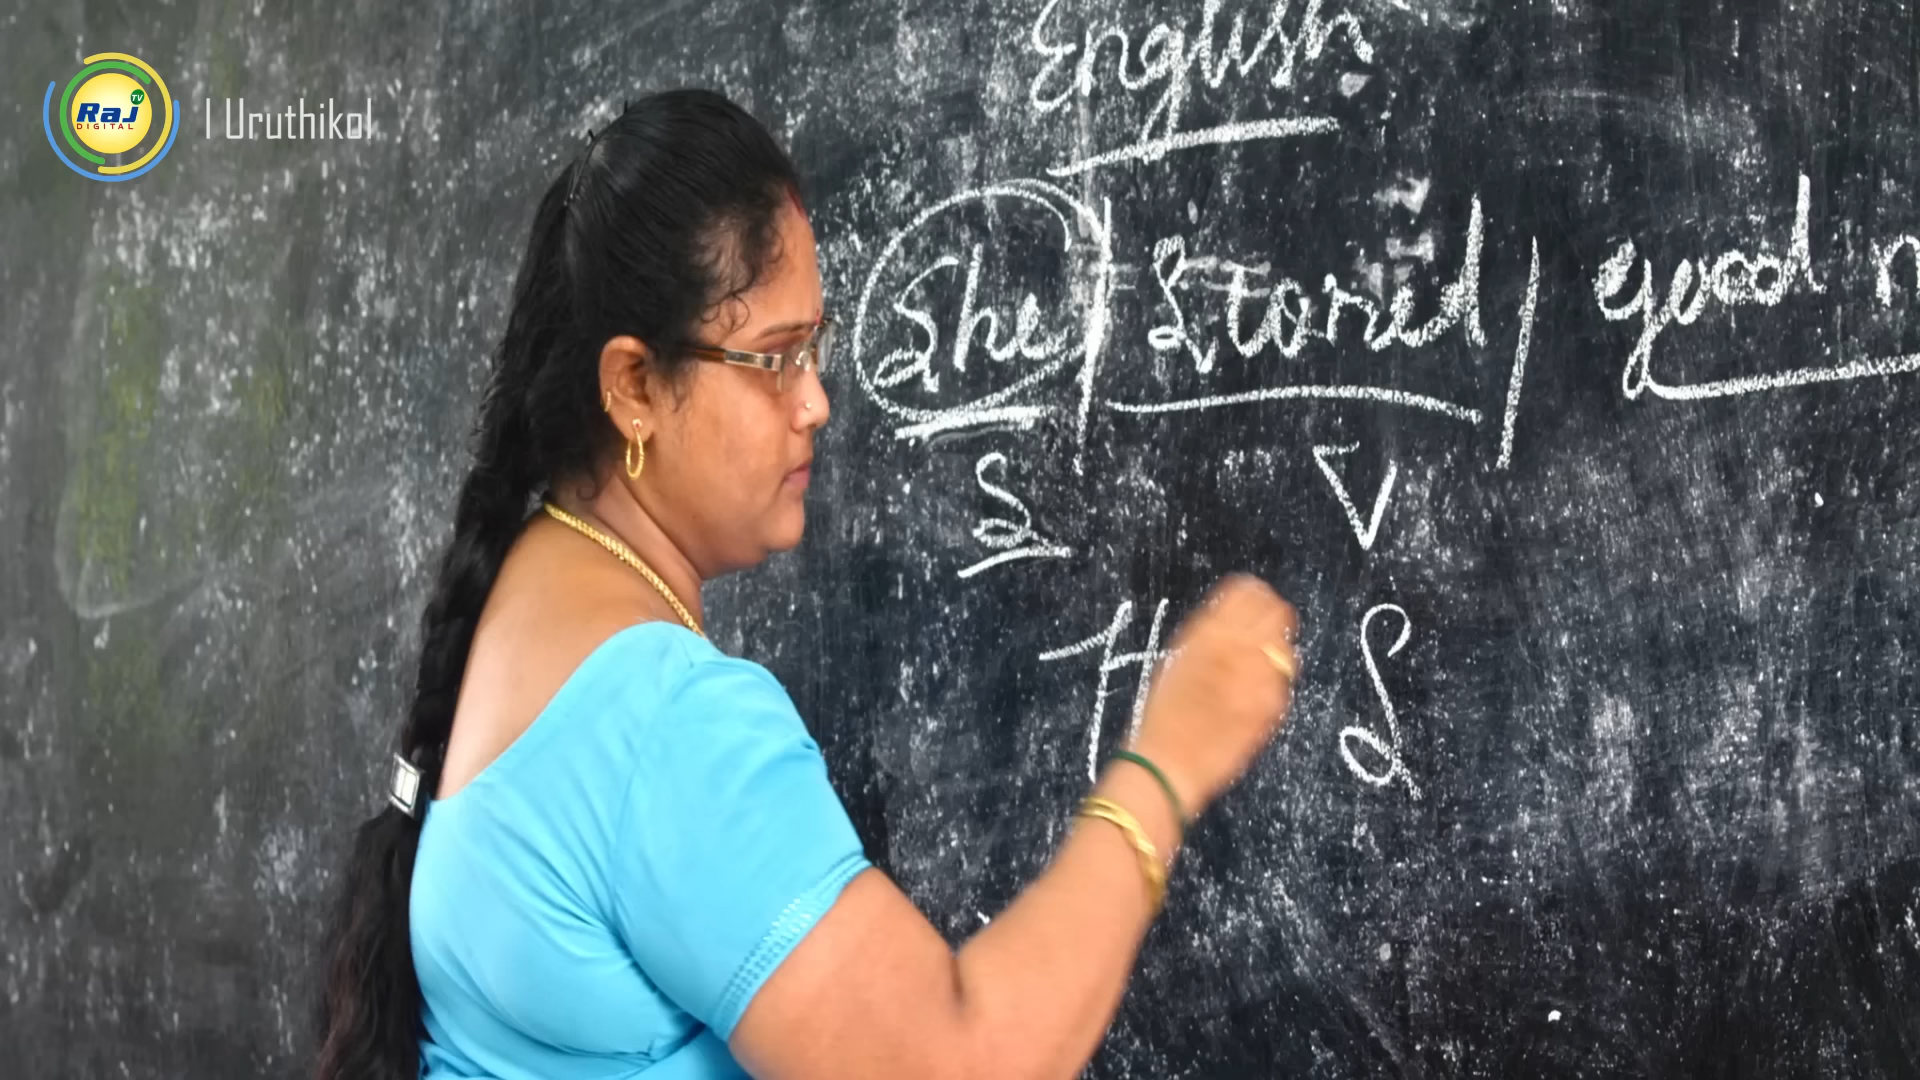 Raj TV
DIGITAL
| Uruthikol
English
She Stored good
S V
H S